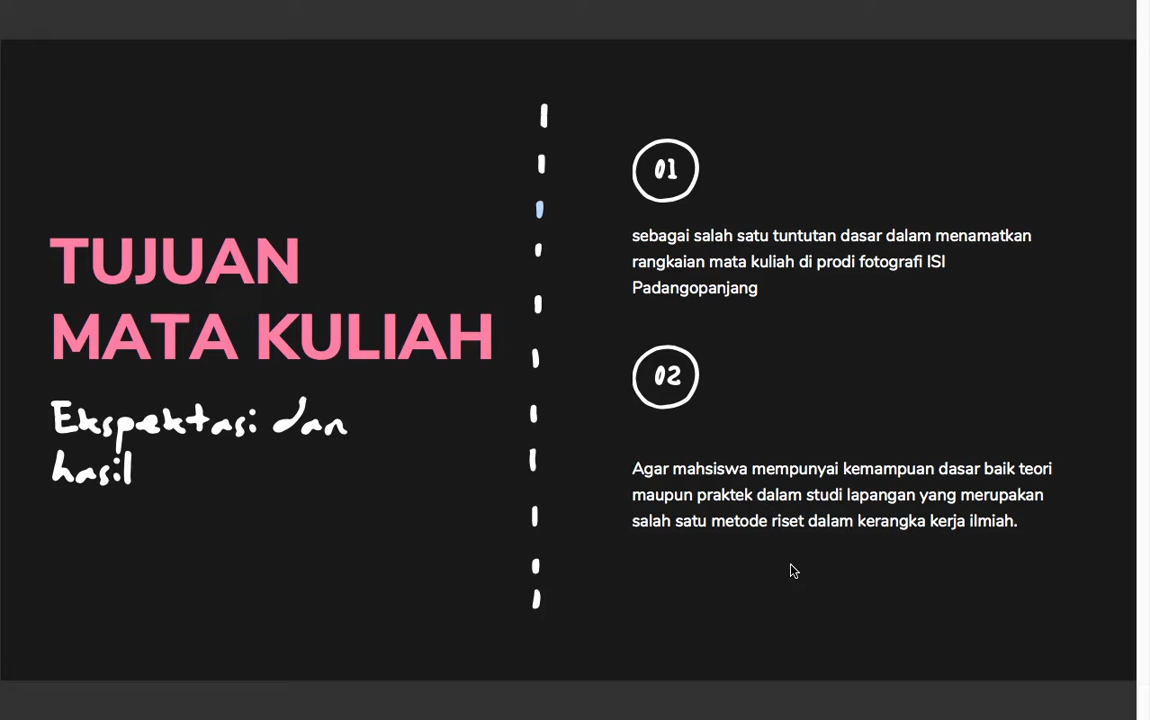 TUJUAN
MATA KULIAH
Ekspektasi dan
hasil
01
sebagai salah satu tuntutan dasar dalam menamatkan
rangkaian mata kuliah di prodi fotografi ISI
Padangopanjang
02
Agar mahsiswa mempunyai kemampuan dasar baik teori
maupun praktek dalam studi lapangan yang merupakan
salah satu metode riset dalam kerangka kerja ilmiah.